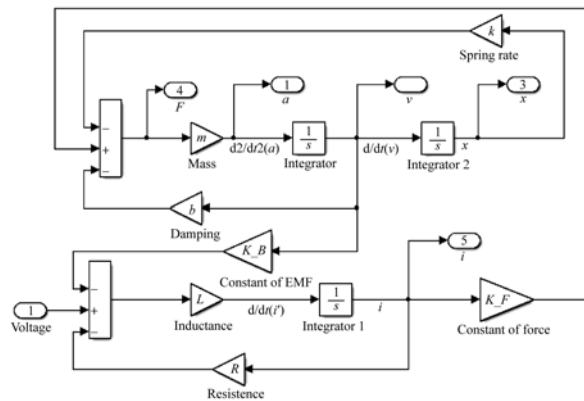 k
Spring rate
4
F
1
a
v
3
x
−
+
−
m
Mass
d2/dt2(a)
1
s
Integrator
d/dt(v)
1
s
Integrator 2
x
b
Damping
K_B
Constant of EMF
5
i
1
Voltage
−
+
−
L
Inductance
d/dt(i')
1
s
Integrator 1
i
K_F
Constant of force
R
Resistence